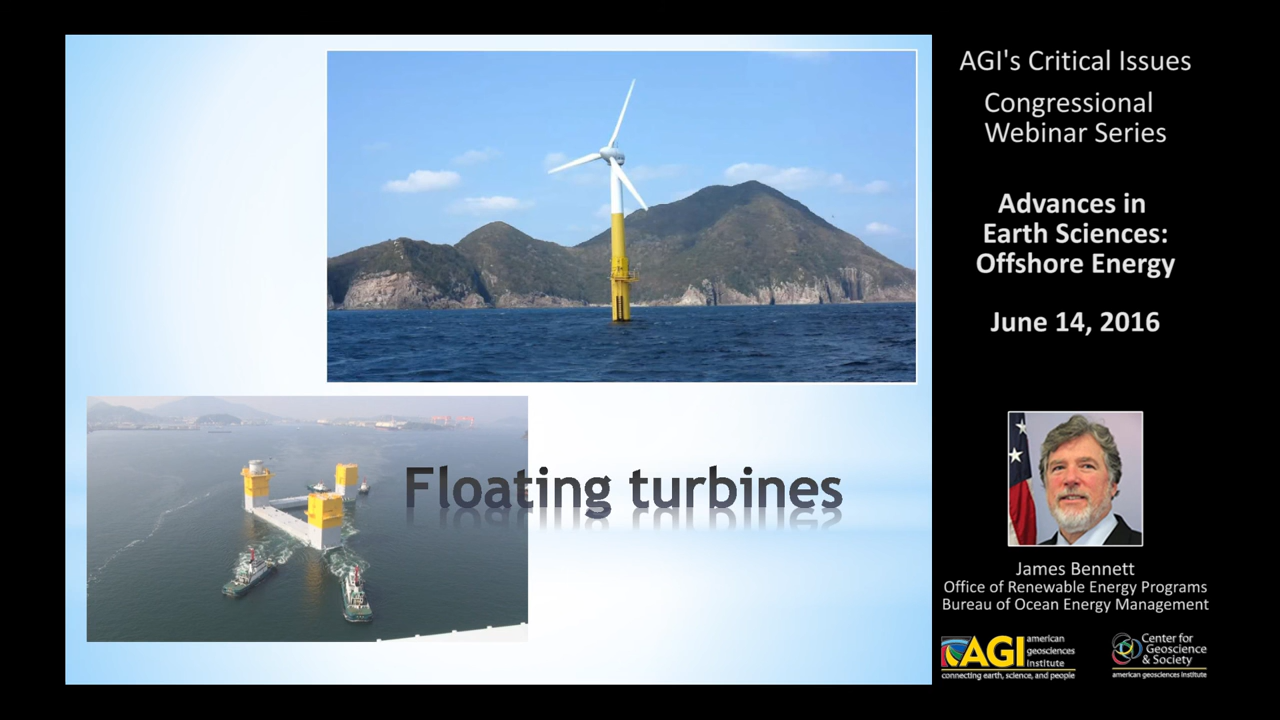 Floating turbines
AGI's Critical Issues
Congressional
Webinar Series
Advances in
Earth Sciences:
Offshore Energy
June 14, 2016
James Bennett
Office of Renewable Energy Programs
Bureau of Ocean Energy Management
AGI
american
geosciences
institute
connecting earth, science, and people
Center for
Geoscience
& Society
american geosciences institute